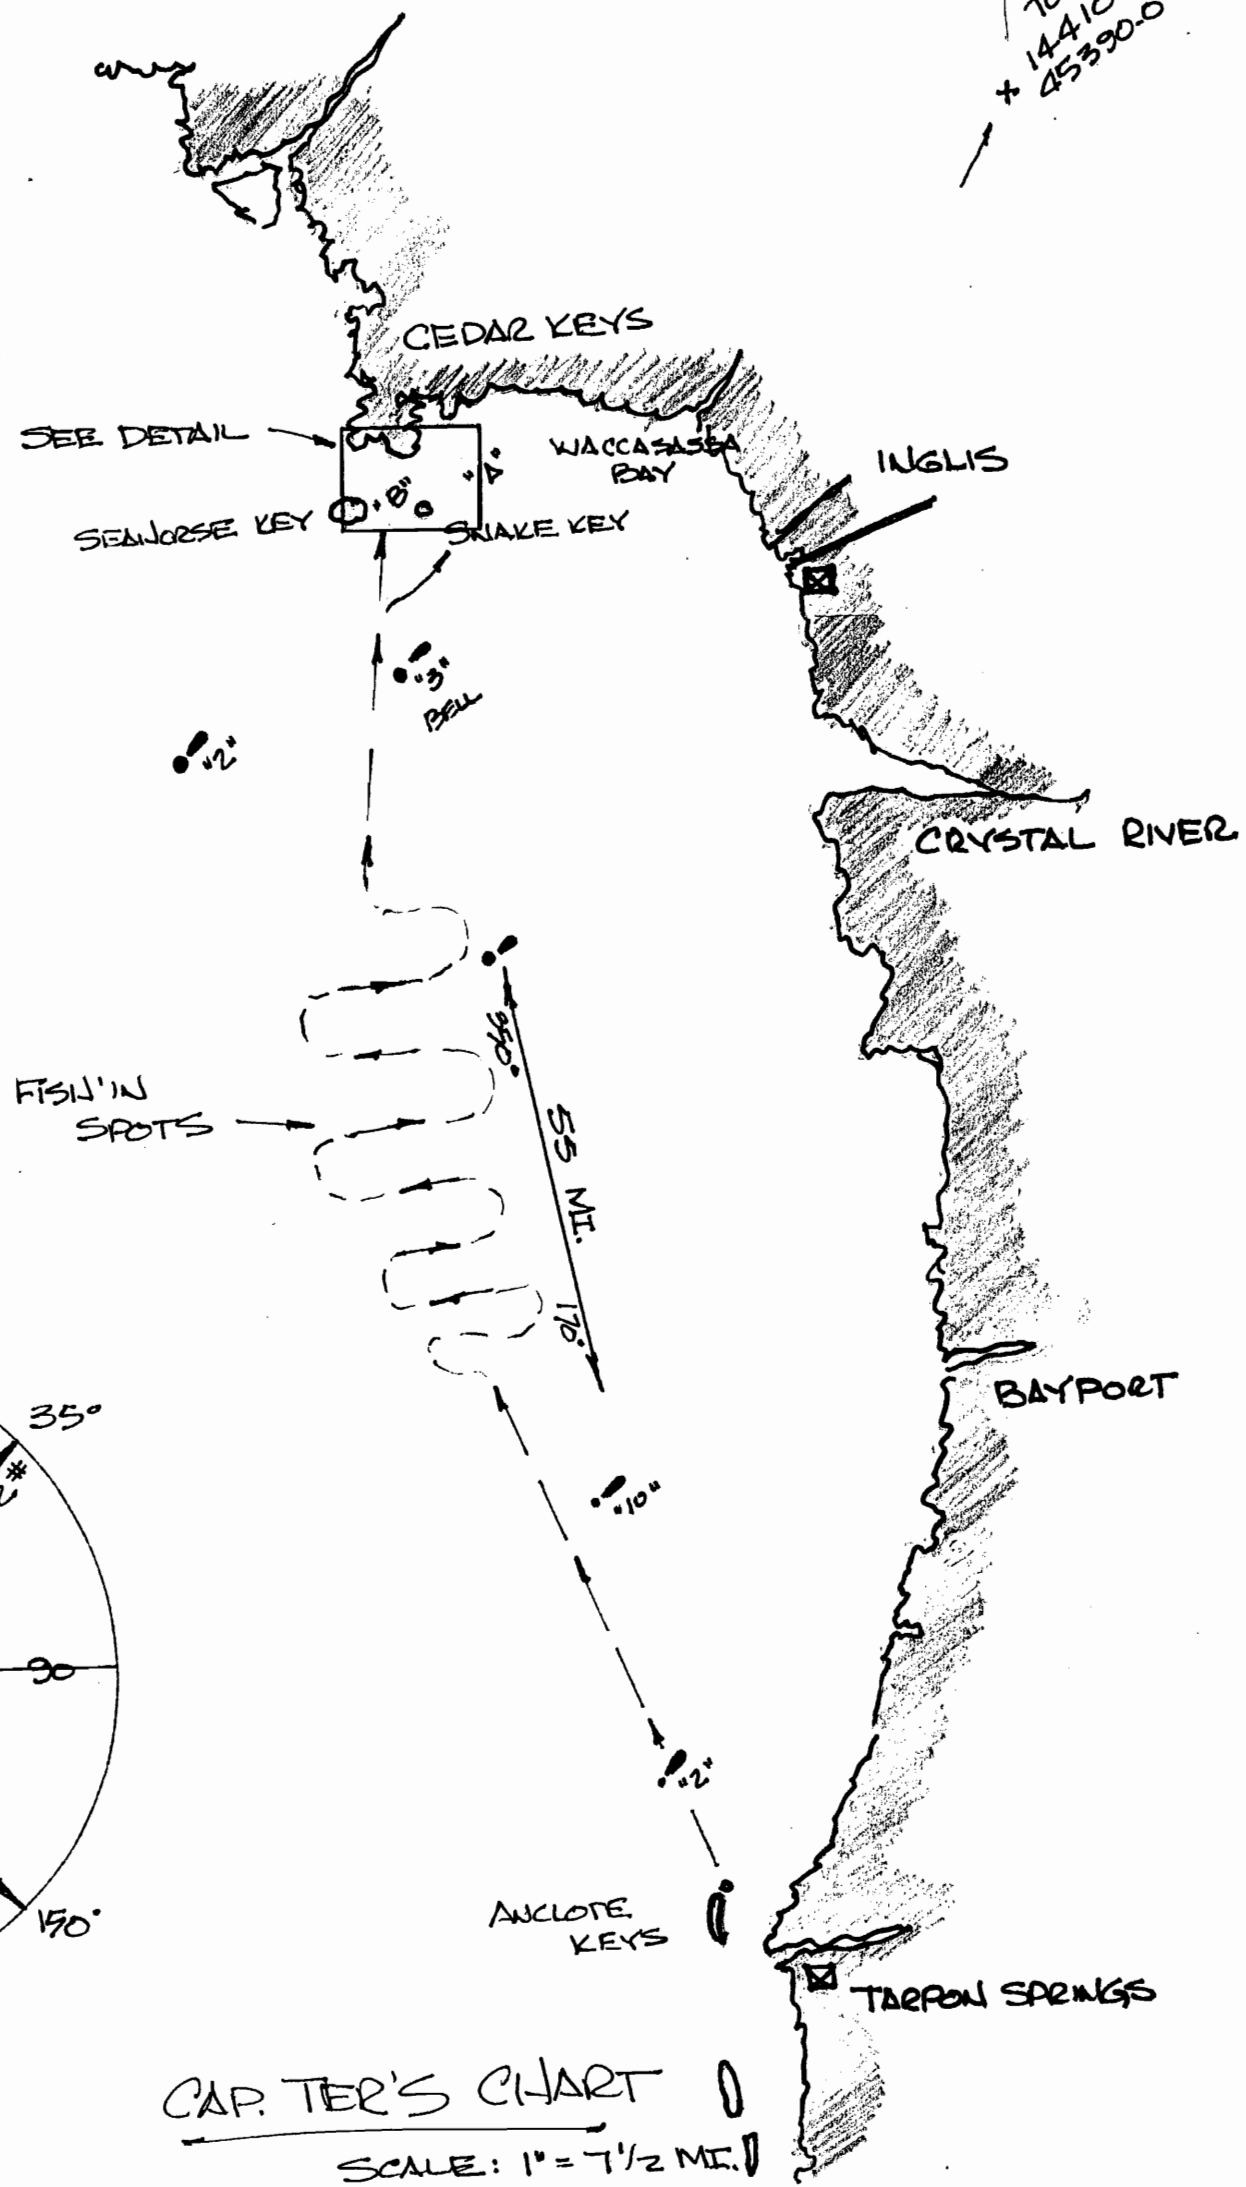 14410
45390-0
CEDAR KEYS
SEE DETAIL
WACCASASSA
BAY
INGLIS
"A"
"B"
SEAHORSE KEY
SNAKE KEY
"3"
BELL
"2"
CRYSTAL RIVER
350°
55 MI.
170°
FISH'IN
SPOTS
BAYPORT
35°
"10"
90
"2"
150°
ANCLOTE
KEYS
TARPON SPRINGS
CAP. TER'S CHART
SCALE: 1" = 7 1/2 MI.